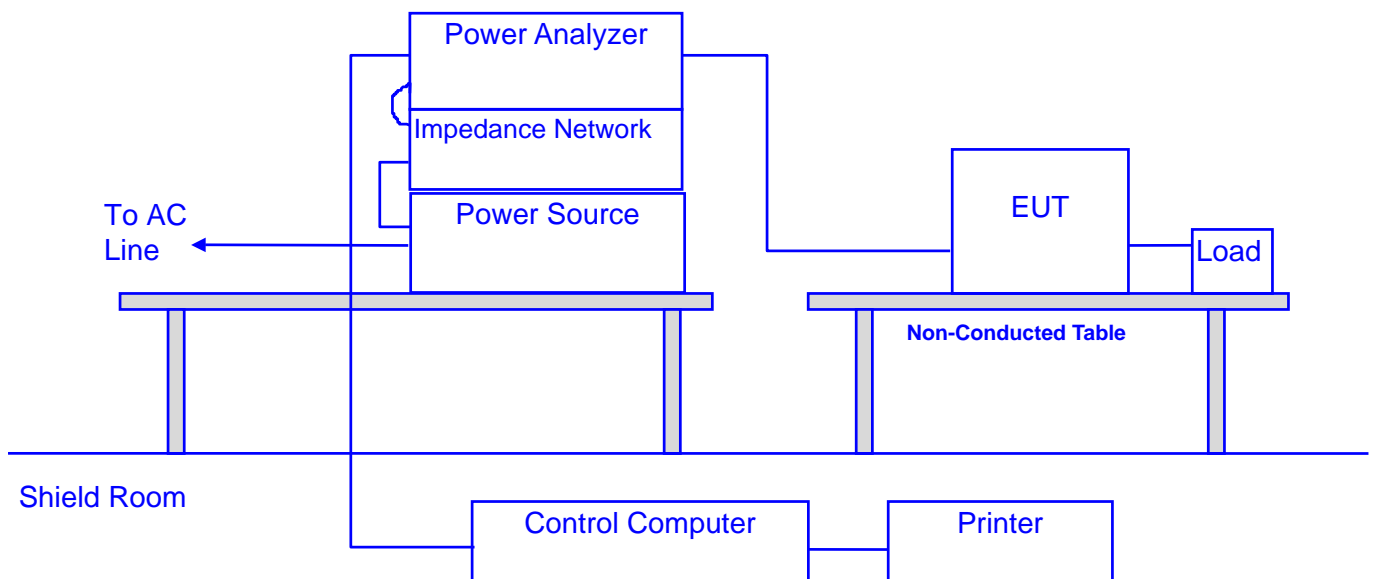 Power Analyzer
Impedance Network
Power Source
To AC
Line
EUT
Load
Non-Conducted Table
Shield Room
Control Computer
Printer